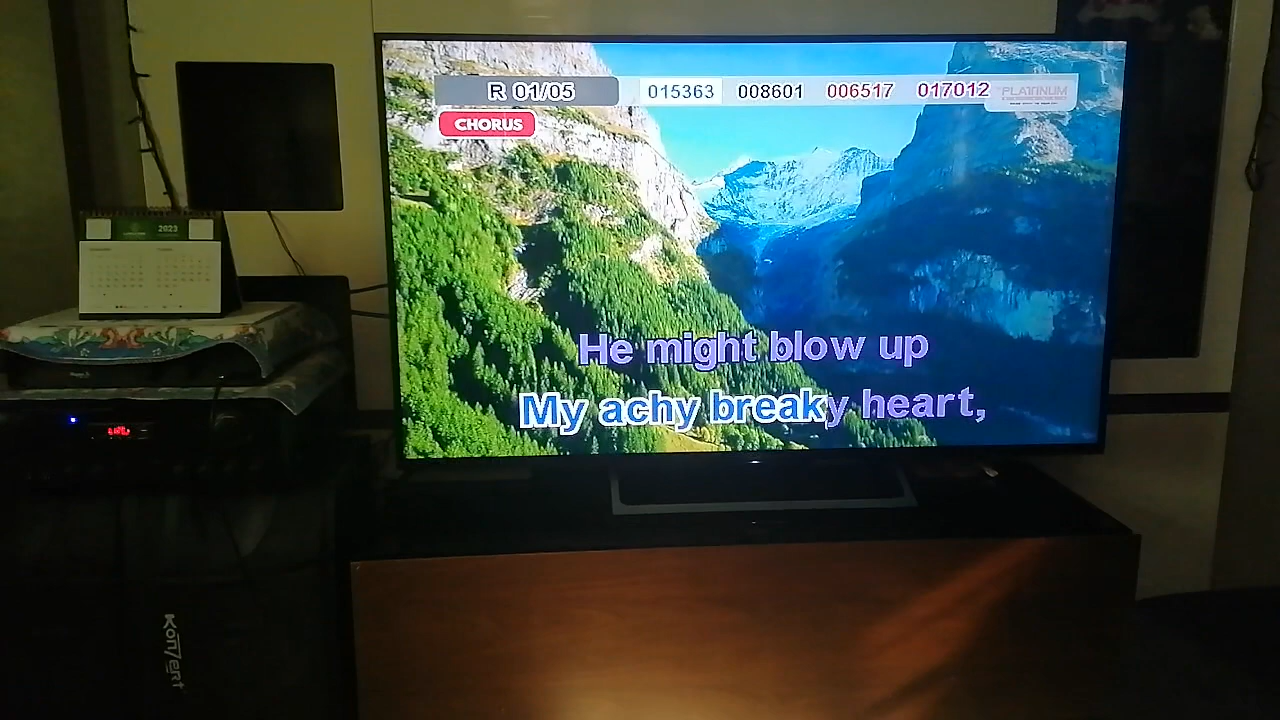 R 01/05 015363 008601 006517 017012 PLATINUM
CHORUS
He might blow up
My achy breaky heart,
2023
Konzert